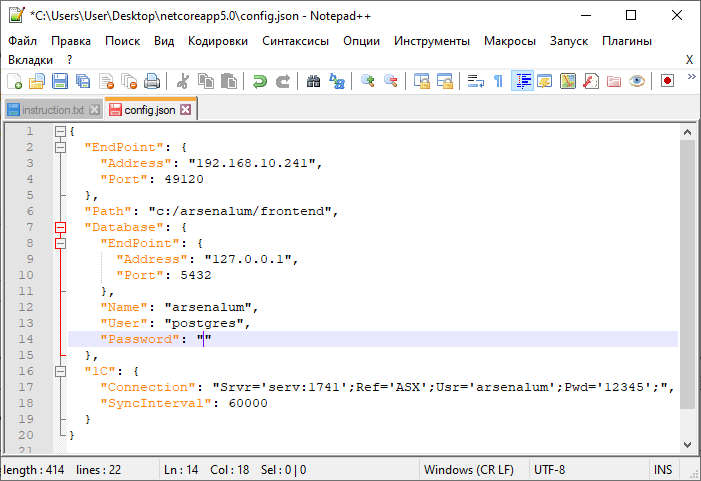 *C:\Users\User\Desktop\netcoreapp5.0\config.json - Notepad++
Файл Правка Поиск Вид Кодировки Синтаксисы Опции Инструменты Макросы Запуск Плагины
Вкладки ? X
instruction.txt config.json
1 {
2 "EndPoint": {
3 "Address": "192.168.10.241",
4 "Port": 49120
5 },
6 "Path": "c:/arsenalum/frontend",
7 "Database": {
8 "EndPoint": {
9 "Address": "127.0.0.1",
10 "Port": 5432
11 },
12 "Name": "arsenalum",
13 "User": "postgres",
14 "Password": ""
15 },
16 "1C": {
17 "Connection": "Srvr='serv:1741';Ref='ASX';Usr='arsenalum';Pwd='12345';",
18 "SyncInterval": 60000
19 }
20 }
21
length : 414 lines : 22 Ln : 14 Col : 18 Sel : 0 | 0 Windows (CR LF) UTF-8 INS